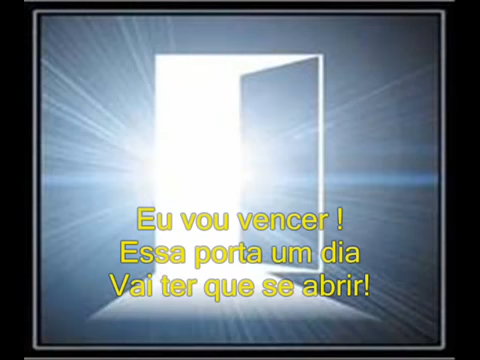 Eu vou vencer !
Essa porta um dia
Vai ter que se abrir!